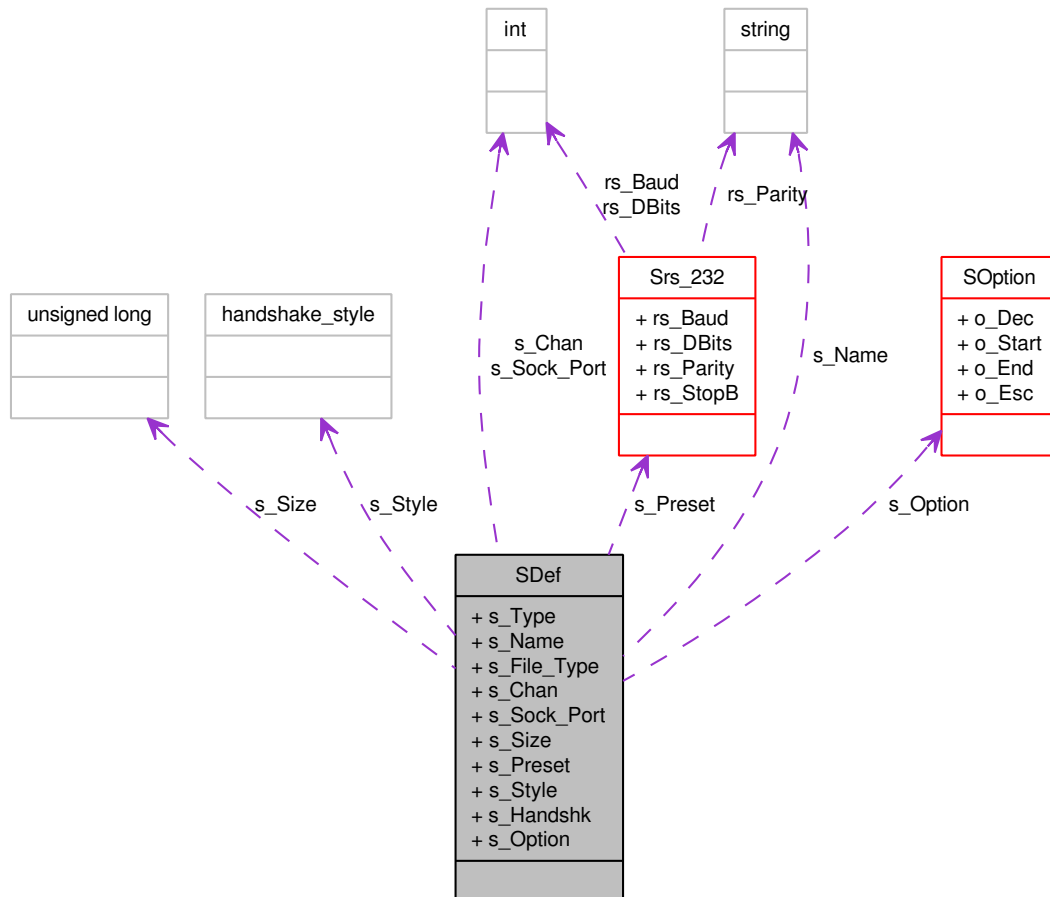 int
string
rs_Baud
rs_DBits
rs_Parity
Srs_232
+ rs_Baud
+ rs_DBits
+ rs_Parity
+ rs_StopB
SOption
+ o_Dec
+ o_Start
+ o_End
+ o_Esc
unsigned long
handshake_style
s_Chan
s_Sock_Port
s_Name
s_Size
s_Style
s_Preset
s_Option
SDef
+ s_Type
+ s_Name
+ s_File_Type
+ s_Chan
+ s_Sock_Port
+ s_Size
+ s_Preset
+ s_Style
+ s_Handshk
+ s_Option